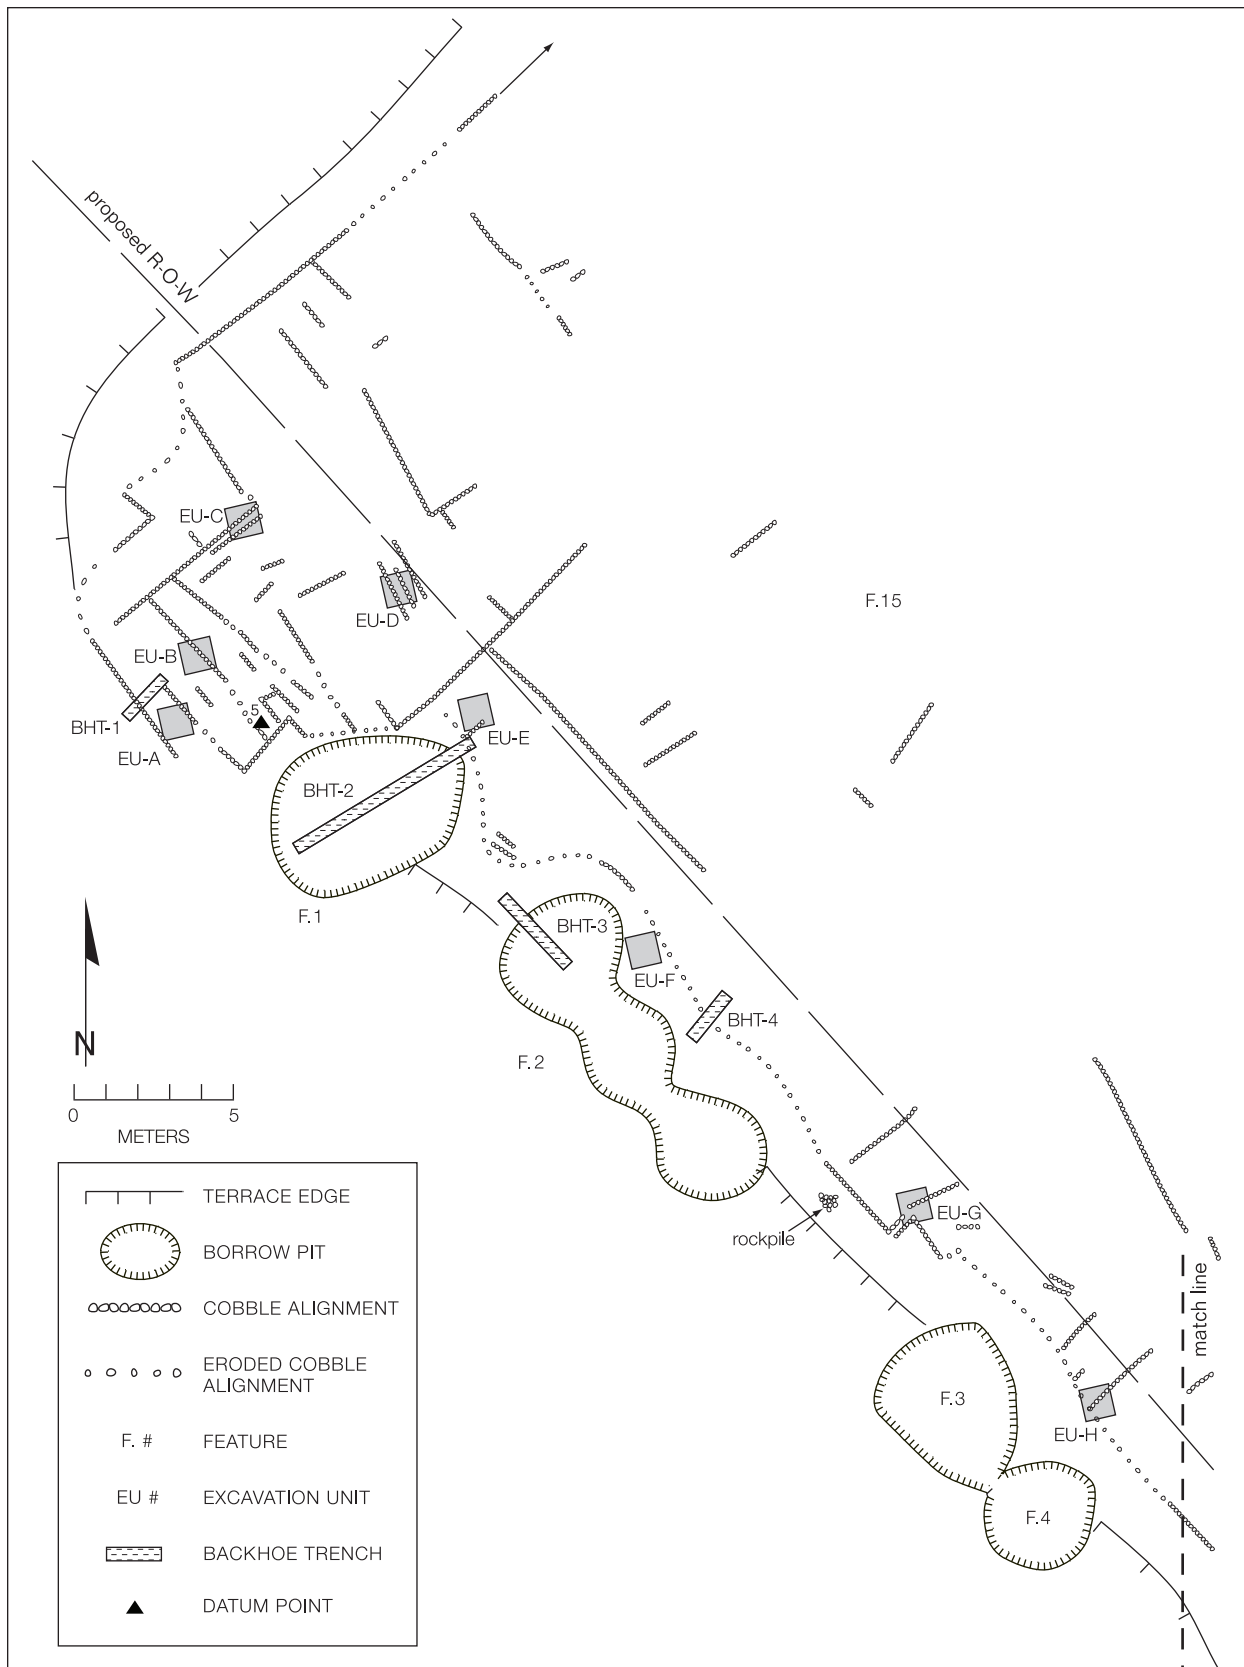 proposed R-O-W
EU-C
F.15
EU-D
EU-B
5
BHT-1
EU-A
EU-E
BHT-2
F.1
BHT-3
EU-F
BHT-4
F.2
N
0 5
METERS
EU-G
rockpile
match line
F.3
EU-H
F.4
TERRACE EDGE
BORROW PIT
COBBLE ALIGNMENT
ERODED COBBLE
ALIGNMENT
F. # FEATURE
EU # EXCAVATION UNIT
BACKHOE TRENCH
DATUM POINT